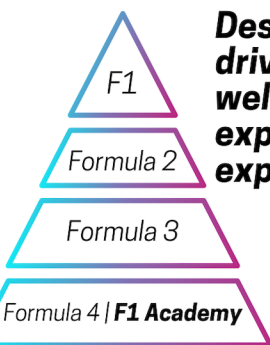 Des
driv
wel
exp
exp
F1
Formula 2
Formula 3
Formula 4 | F1 Academy